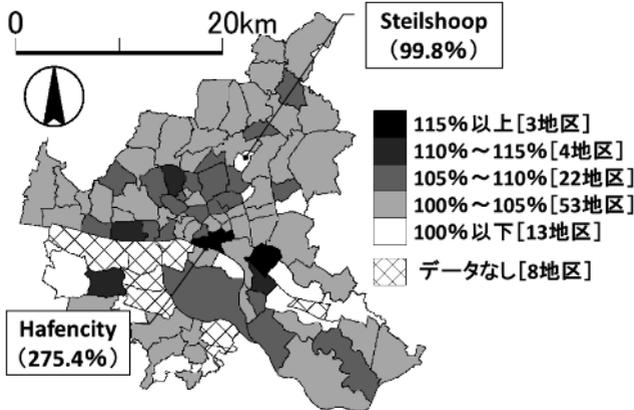 0 20km
Steilshoop
（99.8%）
115%以上[3地区]
110%～115%[4地区]
105%～110%[22地区]
100%～105%[53地区]
100%以下[13地区]
データなし[8地区]
Hafencity
（275.4%）